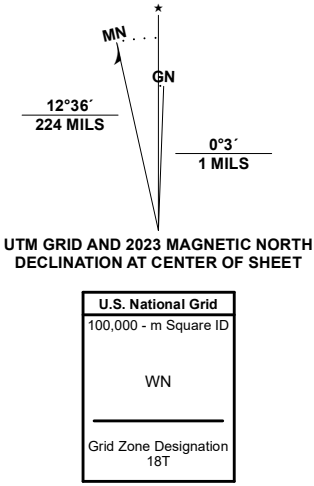 ★
MN
GN
12°36´
224 MILS
0°3´
1 MILS
UTM GRID AND 2023 MAGNETIC NORTH
DECLINATION AT CENTER OF SHEET
U.S. National Grid
100,000 - m Square ID
WN
Grid Zone Designation
18T